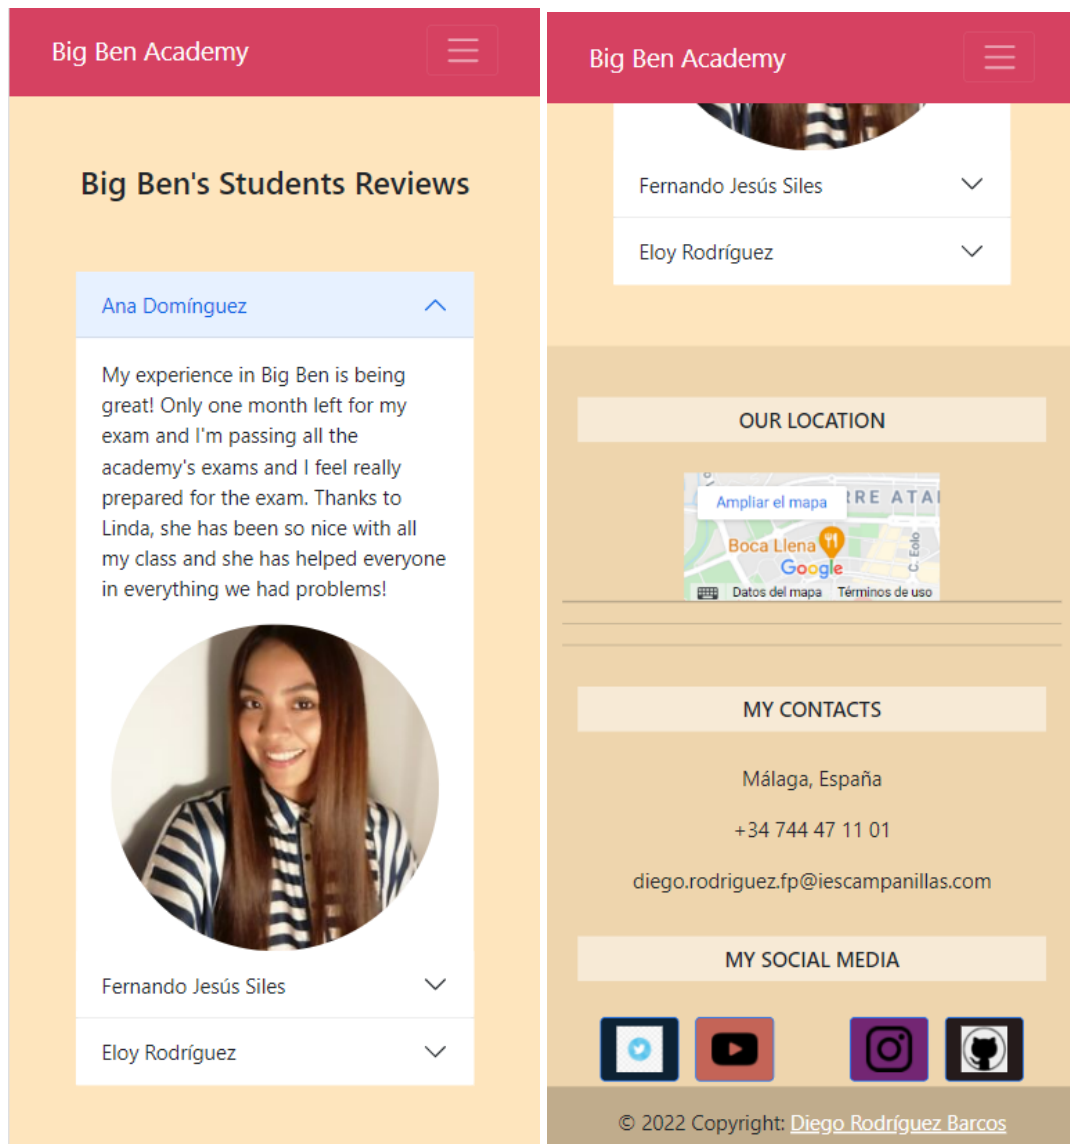 Big Ben Academy
Big Ben's Students Reviews
Ana Domínguez
My experience in Big Ben is being
great! Only one month left for my
exam and I'm passing all the
academy's exams and I feel really
prepared for the exam. Thanks to
Linda, she has been so nice with all
my class and she has helped everyone
in everything we had problems!
Fernando Jesús Siles
Eloy Rodríguez
Big Ben Academy
Fernando Jesús Siles
Eloy Rodríguez
OUR LOCATION
Ampliar el mapa
RRE ATA
Boca Llena
C. Eolo
Google
Datos del mapa
Términos de uso
MY CONTACTS
Málaga, España
+34 744 47 11 01
diego.rodriguez.fp@iescampanillas.com
MY SOCIAL MEDIA
© 2022 Copyright: Diego Rodríguez Barcos